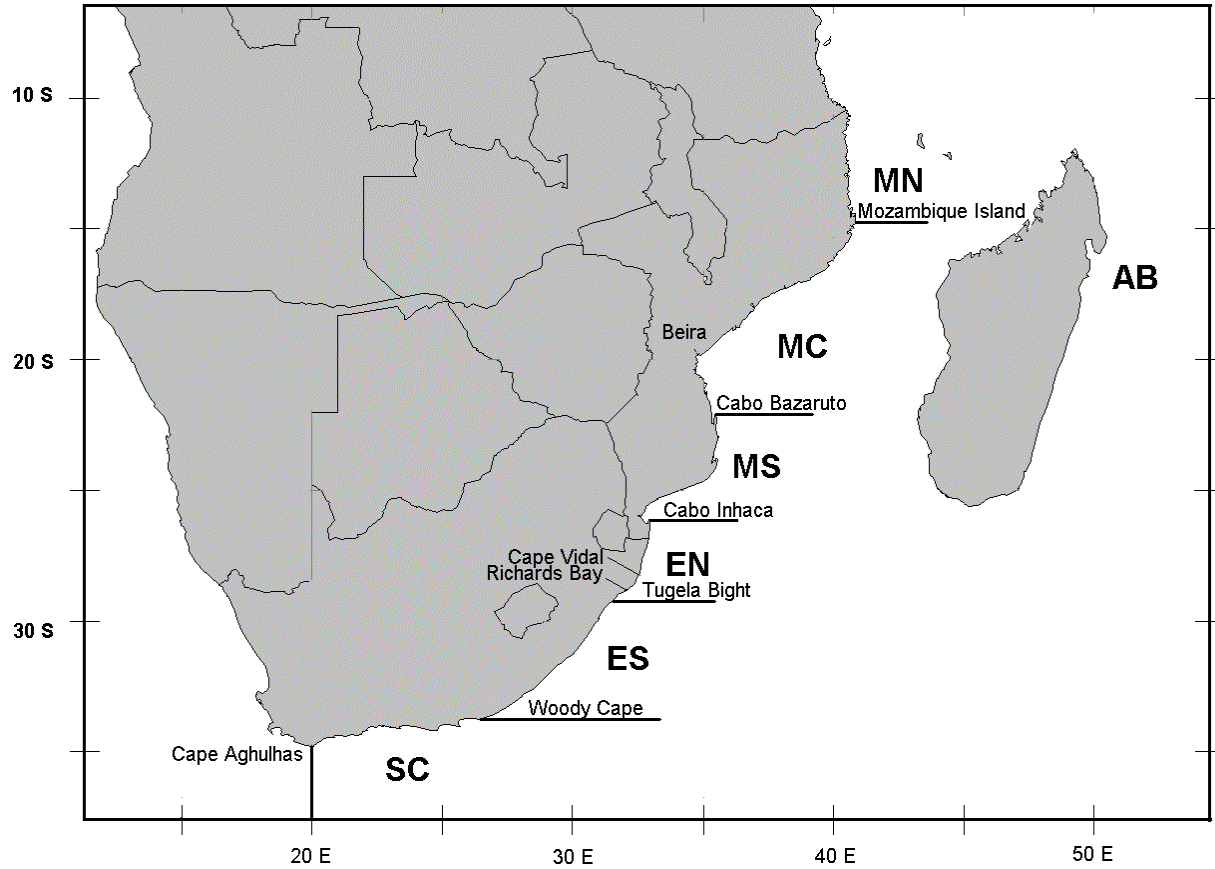 10 S
MN
Mozambique Island
AB
Beira
MC
20 S
Cabo Bazaruto
MS
Cabo Inhaca
Cape Vidal
EN
Richards Bay
Tugela Bight
30 S
ES
Woody Cape
Cape Aghulhas
SC
20 E
30 E
40 E
50 E